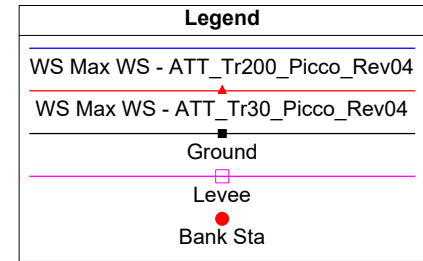 Legend
WS Max WS - ATT_Tr200_Picco_Rev04
WS Max WS - ATT_Tr30_Picco_Rev04
Ground
Levee
Bank Sta